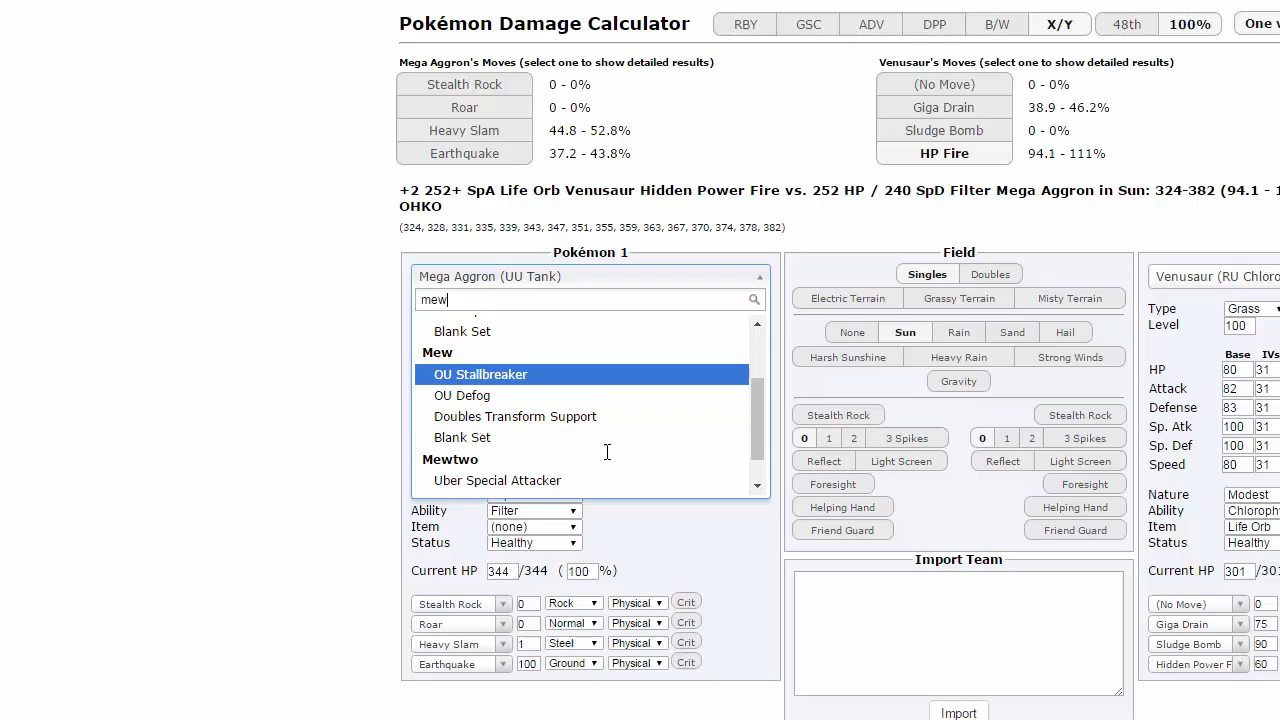 Pokémon Damage Calculator
RBY GSC ADV DPP B/W X/Y 48th 100% One
Mega Aggron's Moves (select one to show detailed results)
Stealth Rock 0 - 0%
Roar 0 - 0%
Heavy Slam 44.8 - 52.8%
Earthquake 37.2 - 43.8%
Venusaur's Moves (select one to show detailed results)
(No Move) 0 - 0%
Giga Drain 38.9 - 46.2%
Sludge Bomb 0 - 0%
HP Fire 94.1 - 111%
+2 252+ SpA Life Orb Venusaur Hidden Power Fire vs. 252 HP / 240 SpD Filter Mega Aggron in Sun: 324-382 (94.1 - 1
OHKO
(324, 328, 331, 335, 339, 343, 347, 351, 355, 359, 363, 367, 370, 374, 378, 382)
Pokémon 1
Mega Aggron (UU Tank)
mew
Blank Set
Mew
OU Stallbreaker
OU Defog
Doubles Transform Support
Blank Set
Mewtwo
Uber Special Attacker
Ability Filter
Item (none)
Status Healthy
Current HP 344 /344 ( 100 %)
Stealth Rock 0 Rock Physical Crit
Roar 0 Normal Physical Crit
Heavy Slam 1 Steel Physical Crit
Earthquake 100 Ground Physical Crit
Field
Singles Doubles
Electric Terrain Grassy Terrain Misty Terrain
None Sun Rain Sand Hail
Harsh Sunshine Heavy Rain Strong Winds
Gravity
Stealth Rock Stealth Rock
0 1 2 3 Spikes 0 1 2 3 Spikes
Reflect Light Screen Reflect Light Screen
Foresight Foresight
Helping Hand Helping Hand
Friend Guard Friend Guard
Import Team
Import
Venusaur (RU Chloro
Type Grass
Level 100
Base IVs
HP 80 31
Attack 82 31
Defense 83 31
Sp. Atk 100 31
Sp. Def 100 31
Speed 80 31
Nature Modest
Ability Chloroph
Item Life Orb
Status Healthy
Current HP 301 /301
(No Move) 0
Giga Drain 75
Sludge Bomb 90
Hidden Power F 60